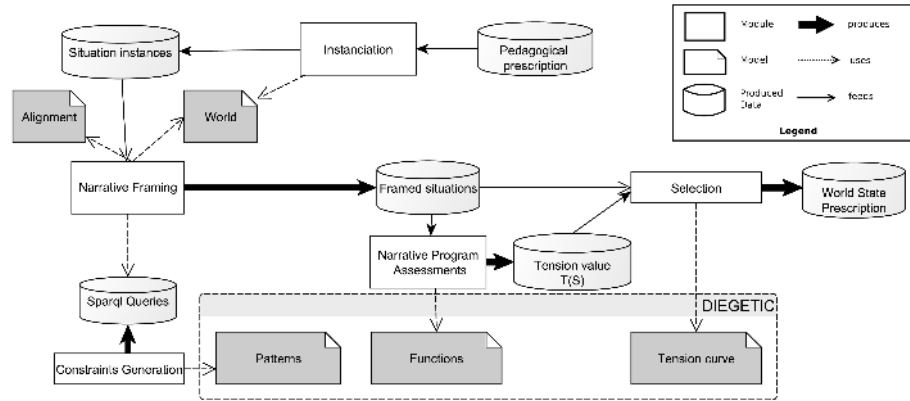 Situation instances
Instanciation
Pedagogical
prescription
Module
produces
Model
uses
Produced
Data
feeds
Legend
Alignment
World
Narrative Framing
Framed situations
Selection
World State
Prescription
Narrative Program
Assessments
Tension value
T(S)
Sparql Queries
DIEGETIC
Constraints Generation
Patterns
Functions
Tension curve